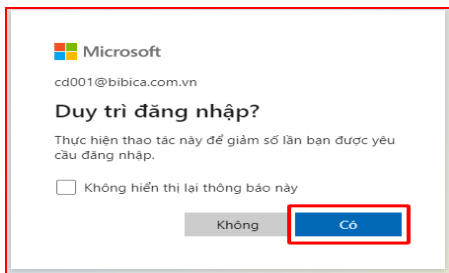 Microsoft
cd001@bibica.com.vn
Duy trì đăng nhập?
Thực hiện thao tác này để giảm số lần bạn được yêu
cầu đăng nhập.
Không hiển thị lại thông báo này
Không
Có